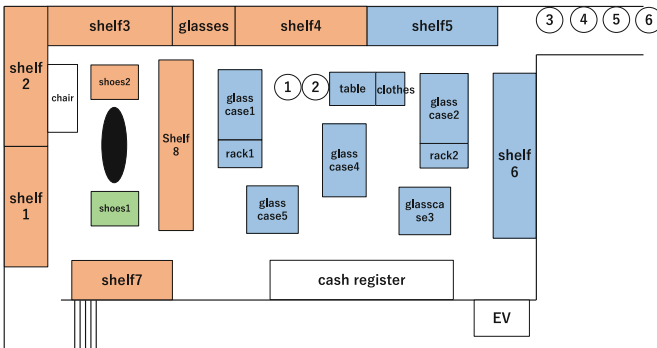 shelf3
glasses
shelf4
shelf5
3
4
5
6
shelf
2
chair
shoes2
glass
case1
1
2
table
clothes
glass
case2
Shelf
8
rack1
glass
case4
rack2
shelf
6
shelf
1
shoes1
glass
case5
glassca
se3
shelf7
cash register
EV